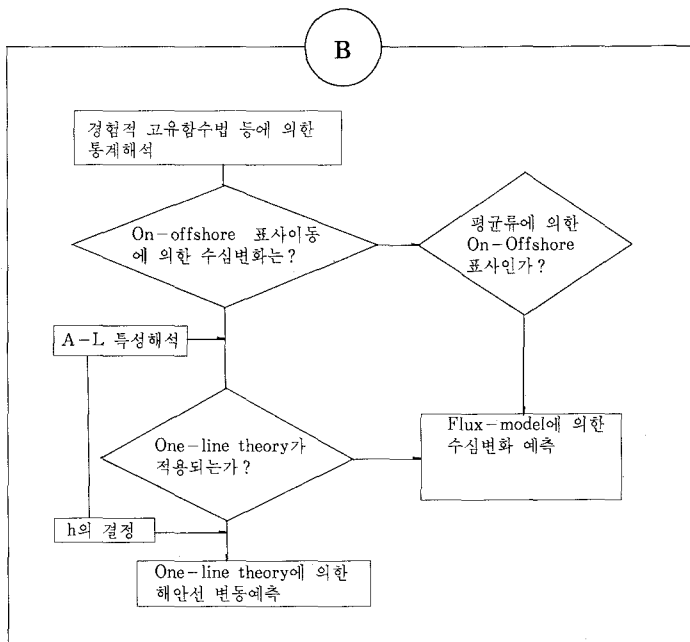 B
경험적 고유함수법 등에 의한
통계해석
On-offshore 표사이동
에 의한 수심변화는?
평균류에 의한
On-Offshore
표사인가?
A-L 특성해석
One-line theory가
적용되는가?
Flux-model에 의한
수심변화 예측
h의 결정
One-line theory에 의한
해안선 변동예측